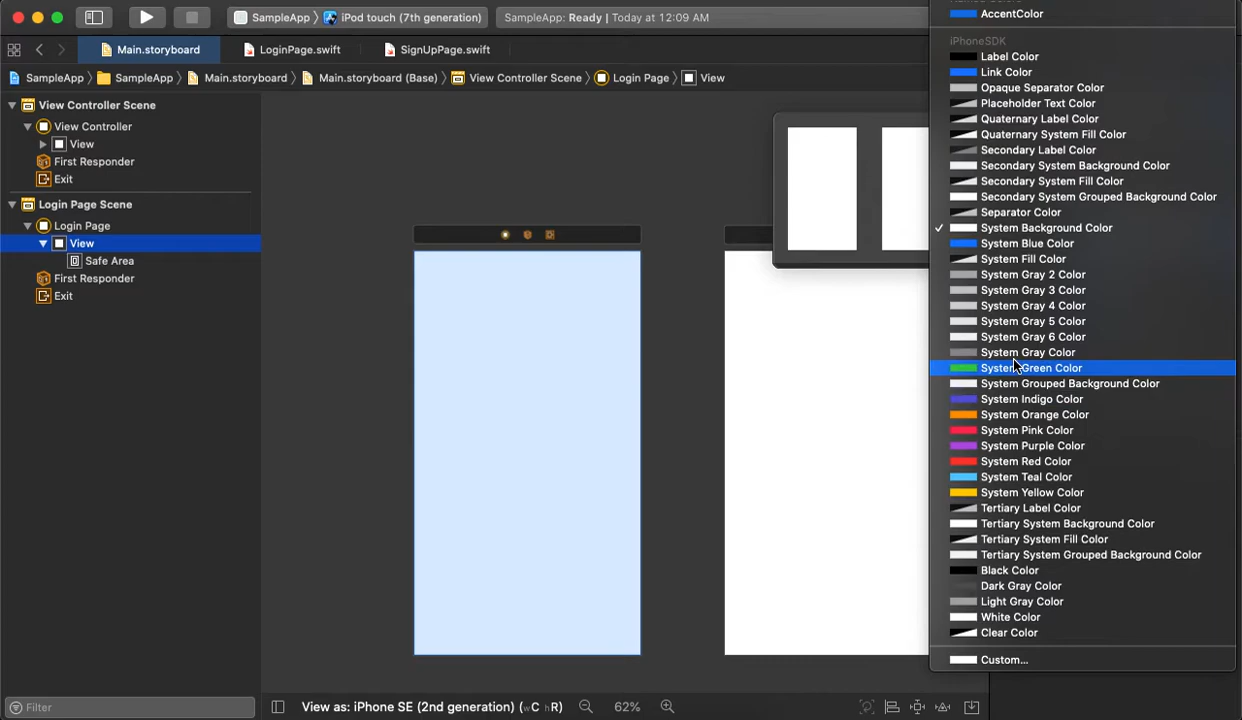 SampleApp 〉 iPod touch (7th generation)
SampleApp: Ready | Today at 12:09 AM
Main.storyboard
LoginPage.swift
SignUpPage.swift
SampleApp 〉 SampleApp 〉 Main.storyboard 〉 Main.storyboard (Base) 〉 View Controller Scene 〉 Login Page 〉 View
View Controller Scene
View Controller
View
First Responder
Exit
Login Page Scene
Login Page
View
Safe Area
First Responder
Exit
Filter
View as: iPhone SE (2nd generation) (wC hR)
62%
AccentColor
iPhoneSDK
Label Color
Link Color
Opaque Separator Color
Placeholder Text Color
Quaternary Label Color
Quaternary System Fill Color
Secondary Label Color
Secondary System Background Color
Secondary System Fill Color
Secondary System Grouped Background Color
Separator Color
System Background Color
System Blue Color
System Fill Color
System Gray 2 Color
System Gray 3 Color
System Gray 4 Color
System Gray 5 Color
System Gray 6 Color
System Gray Color
System Green Color
System Grouped Background Color
System Indigo Color
System Orange Color
System Pink Color
System Purple Color
System Red Color
System Teal Color
System Yellow Color
Tertiary Label Color
Tertiary System Background Color
Tertiary System Fill Color
Tertiary System Grouped Background Color
Black Color
Dark Gray Color
Light Gray Color
White Color
Clear Color
Custom...